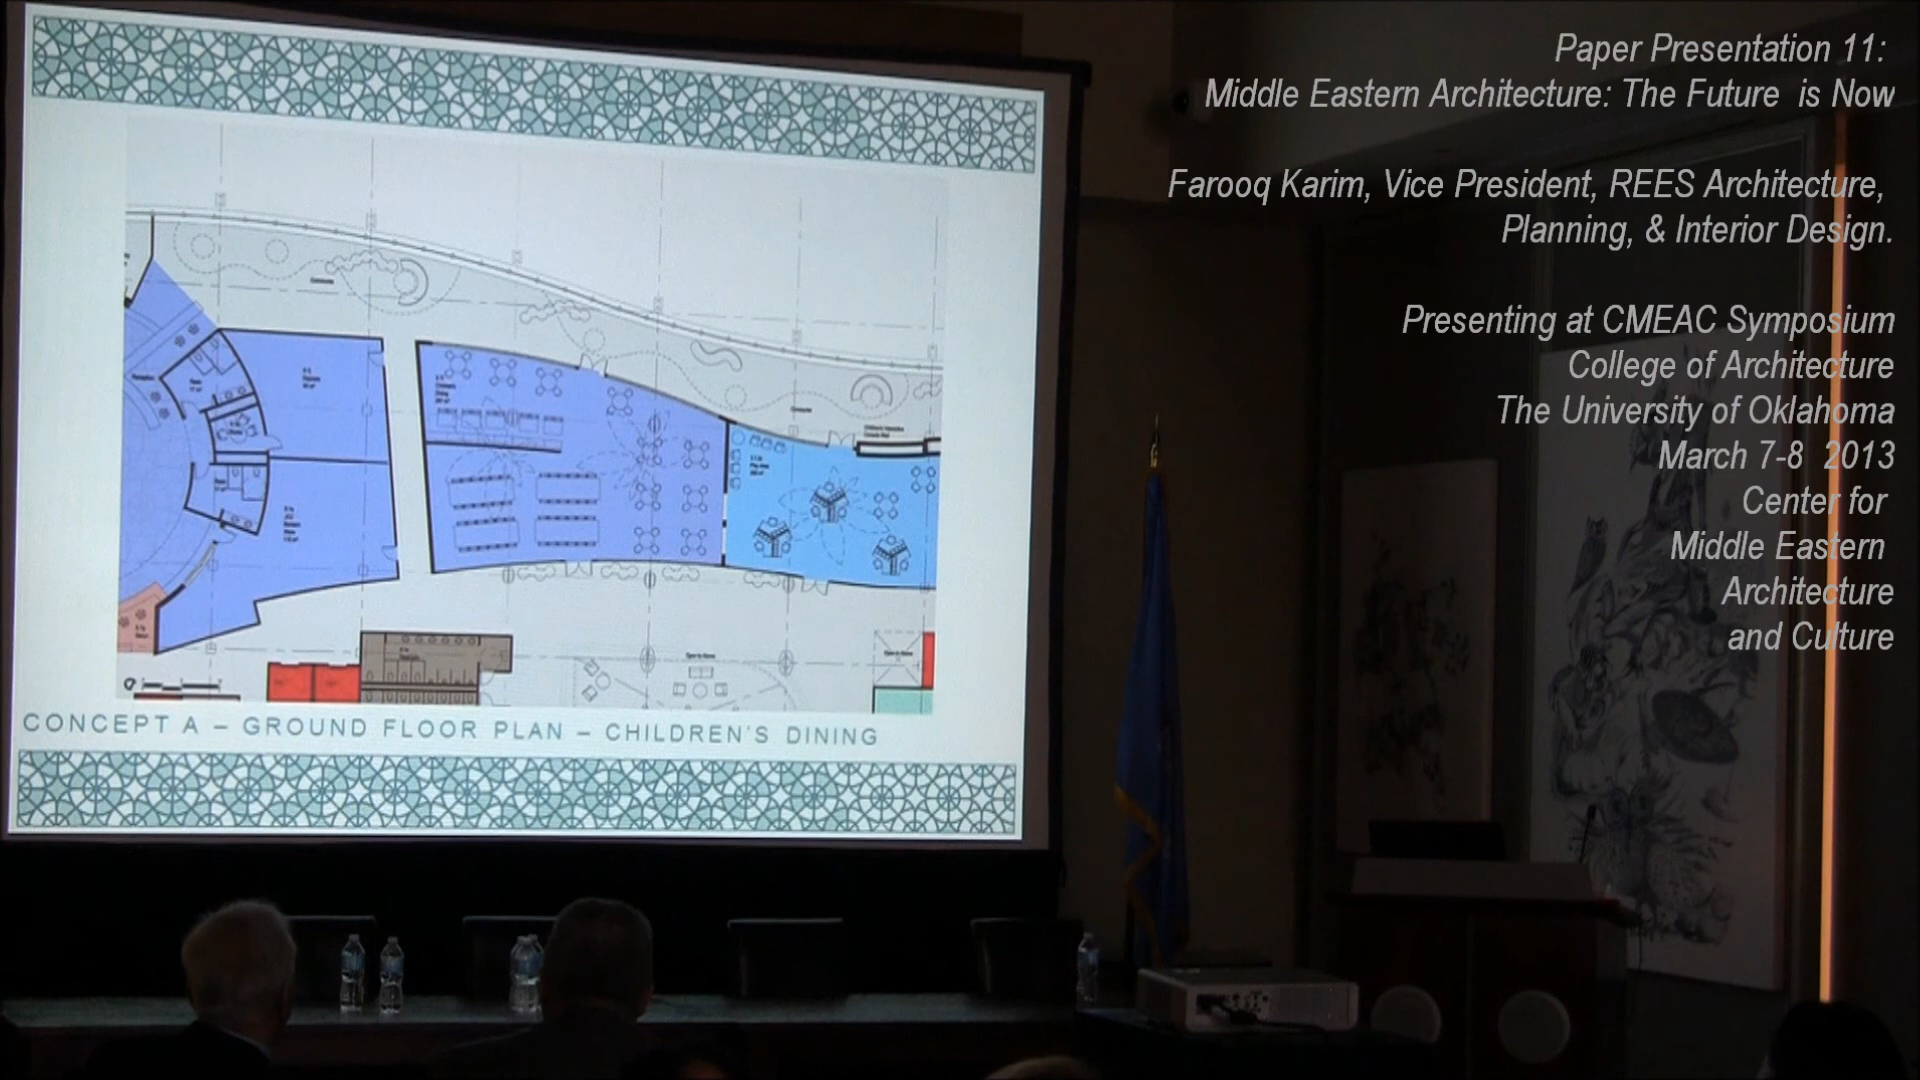 Paper Presentation 11:
Middle Eastern Architecture: The Future is Now
Farooq Karim, Vice President, REES Architecture,
Planning, & Interior Design.
Presenting at CMEAC Symposium
College of Architecture
The University of Oklahoma
March 7-8 2013
Center for
Middle Eastern
Architecture
and Culture
CONCEPT A – GROUND FLOOR PLAN – CHILDREN'S DINING